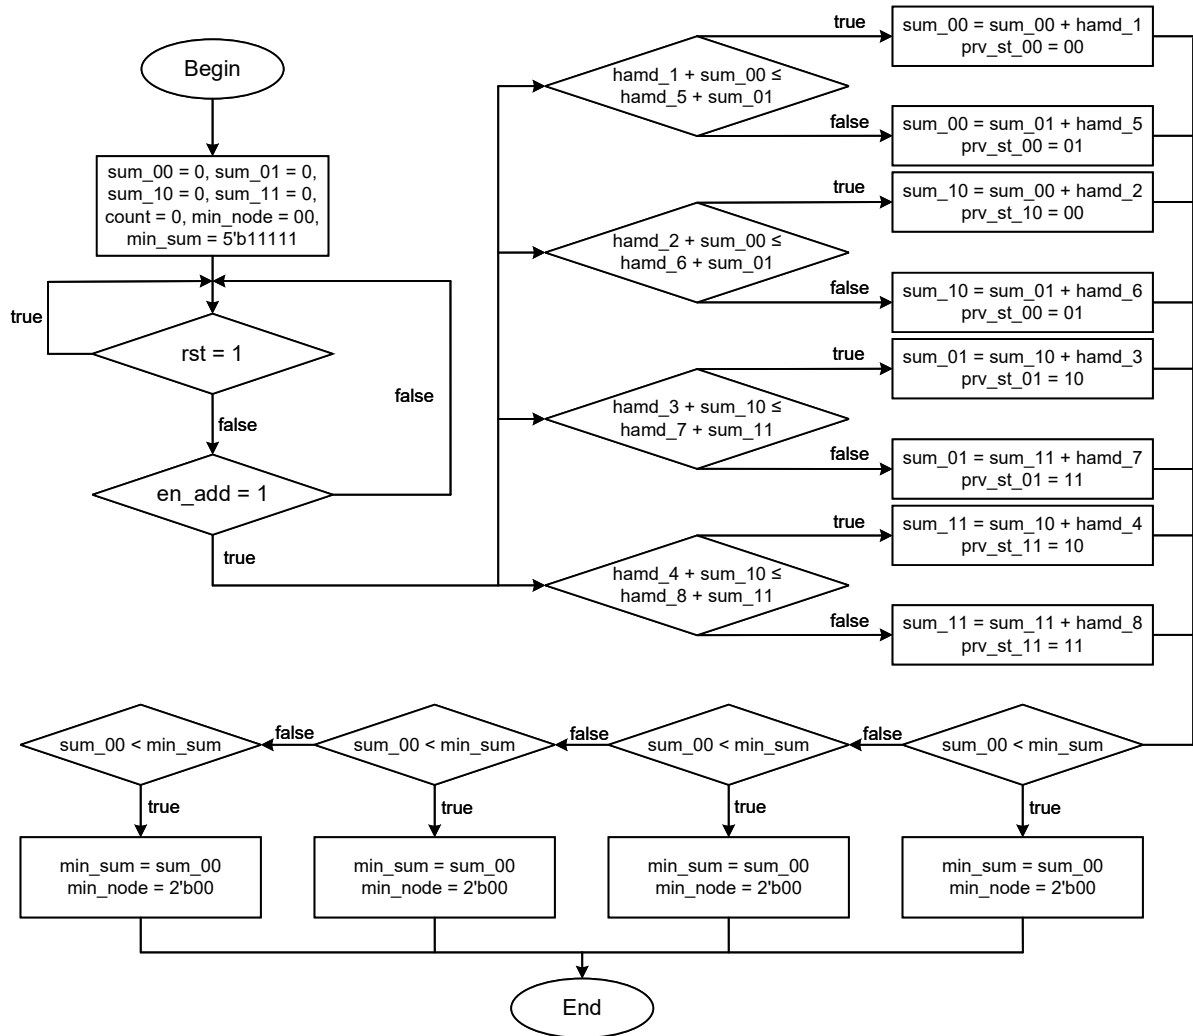 Begin
sum_00 = 0, sum_01 = 0,
sum_10 = 0, sum_11 = 0,
count = 0, min_node = 00,
min_sum = 5'b11111
true
rst = 1
false
false
en_add = 1
true
hamd_1 + sum_00 ≤
hamd_5 + sum_01
true
sum_00 = sum_00 + hamd_1
prv_st_00 = 00
false
sum_00 = sum_01 + hamd_5
prv_st_00 = 01
hamd_2 + sum_00 ≤
hamd_6 + sum_01
true
sum_10 = sum_00 + hamd_2
prv_st_10 = 00
false
sum_10 = sum_01 + hamd_6
prv_st_00 = 01
hamd_3 + sum_10 ≤
hamd_7 + sum_11
true
sum_01 = sum_10 + hamd_3
prv_st_01 = 10
false
sum_01 = sum_11 + hamd_7
prv_st_01 = 11
hamd_4 + sum_10 ≤
hamd_8 + sum_11
true
sum_11 = sum_10 + hamd_4
prv_st_11 = 10
false
sum_11 = sum_11 + hamd_8
prv_st_11 = 11
sum_00 < min_sum
false
sum_00 < min_sum
false
sum_00 < min_sum
false
sum_00 < min_sum
true
true
true
true
min_sum = sum_00
min_node = 2'b00
min_sum = sum_00
min_node = 2'b00
min_sum = sum_00
min_node = 2'b00
min_sum = sum_00
min_node = 2'b00
End